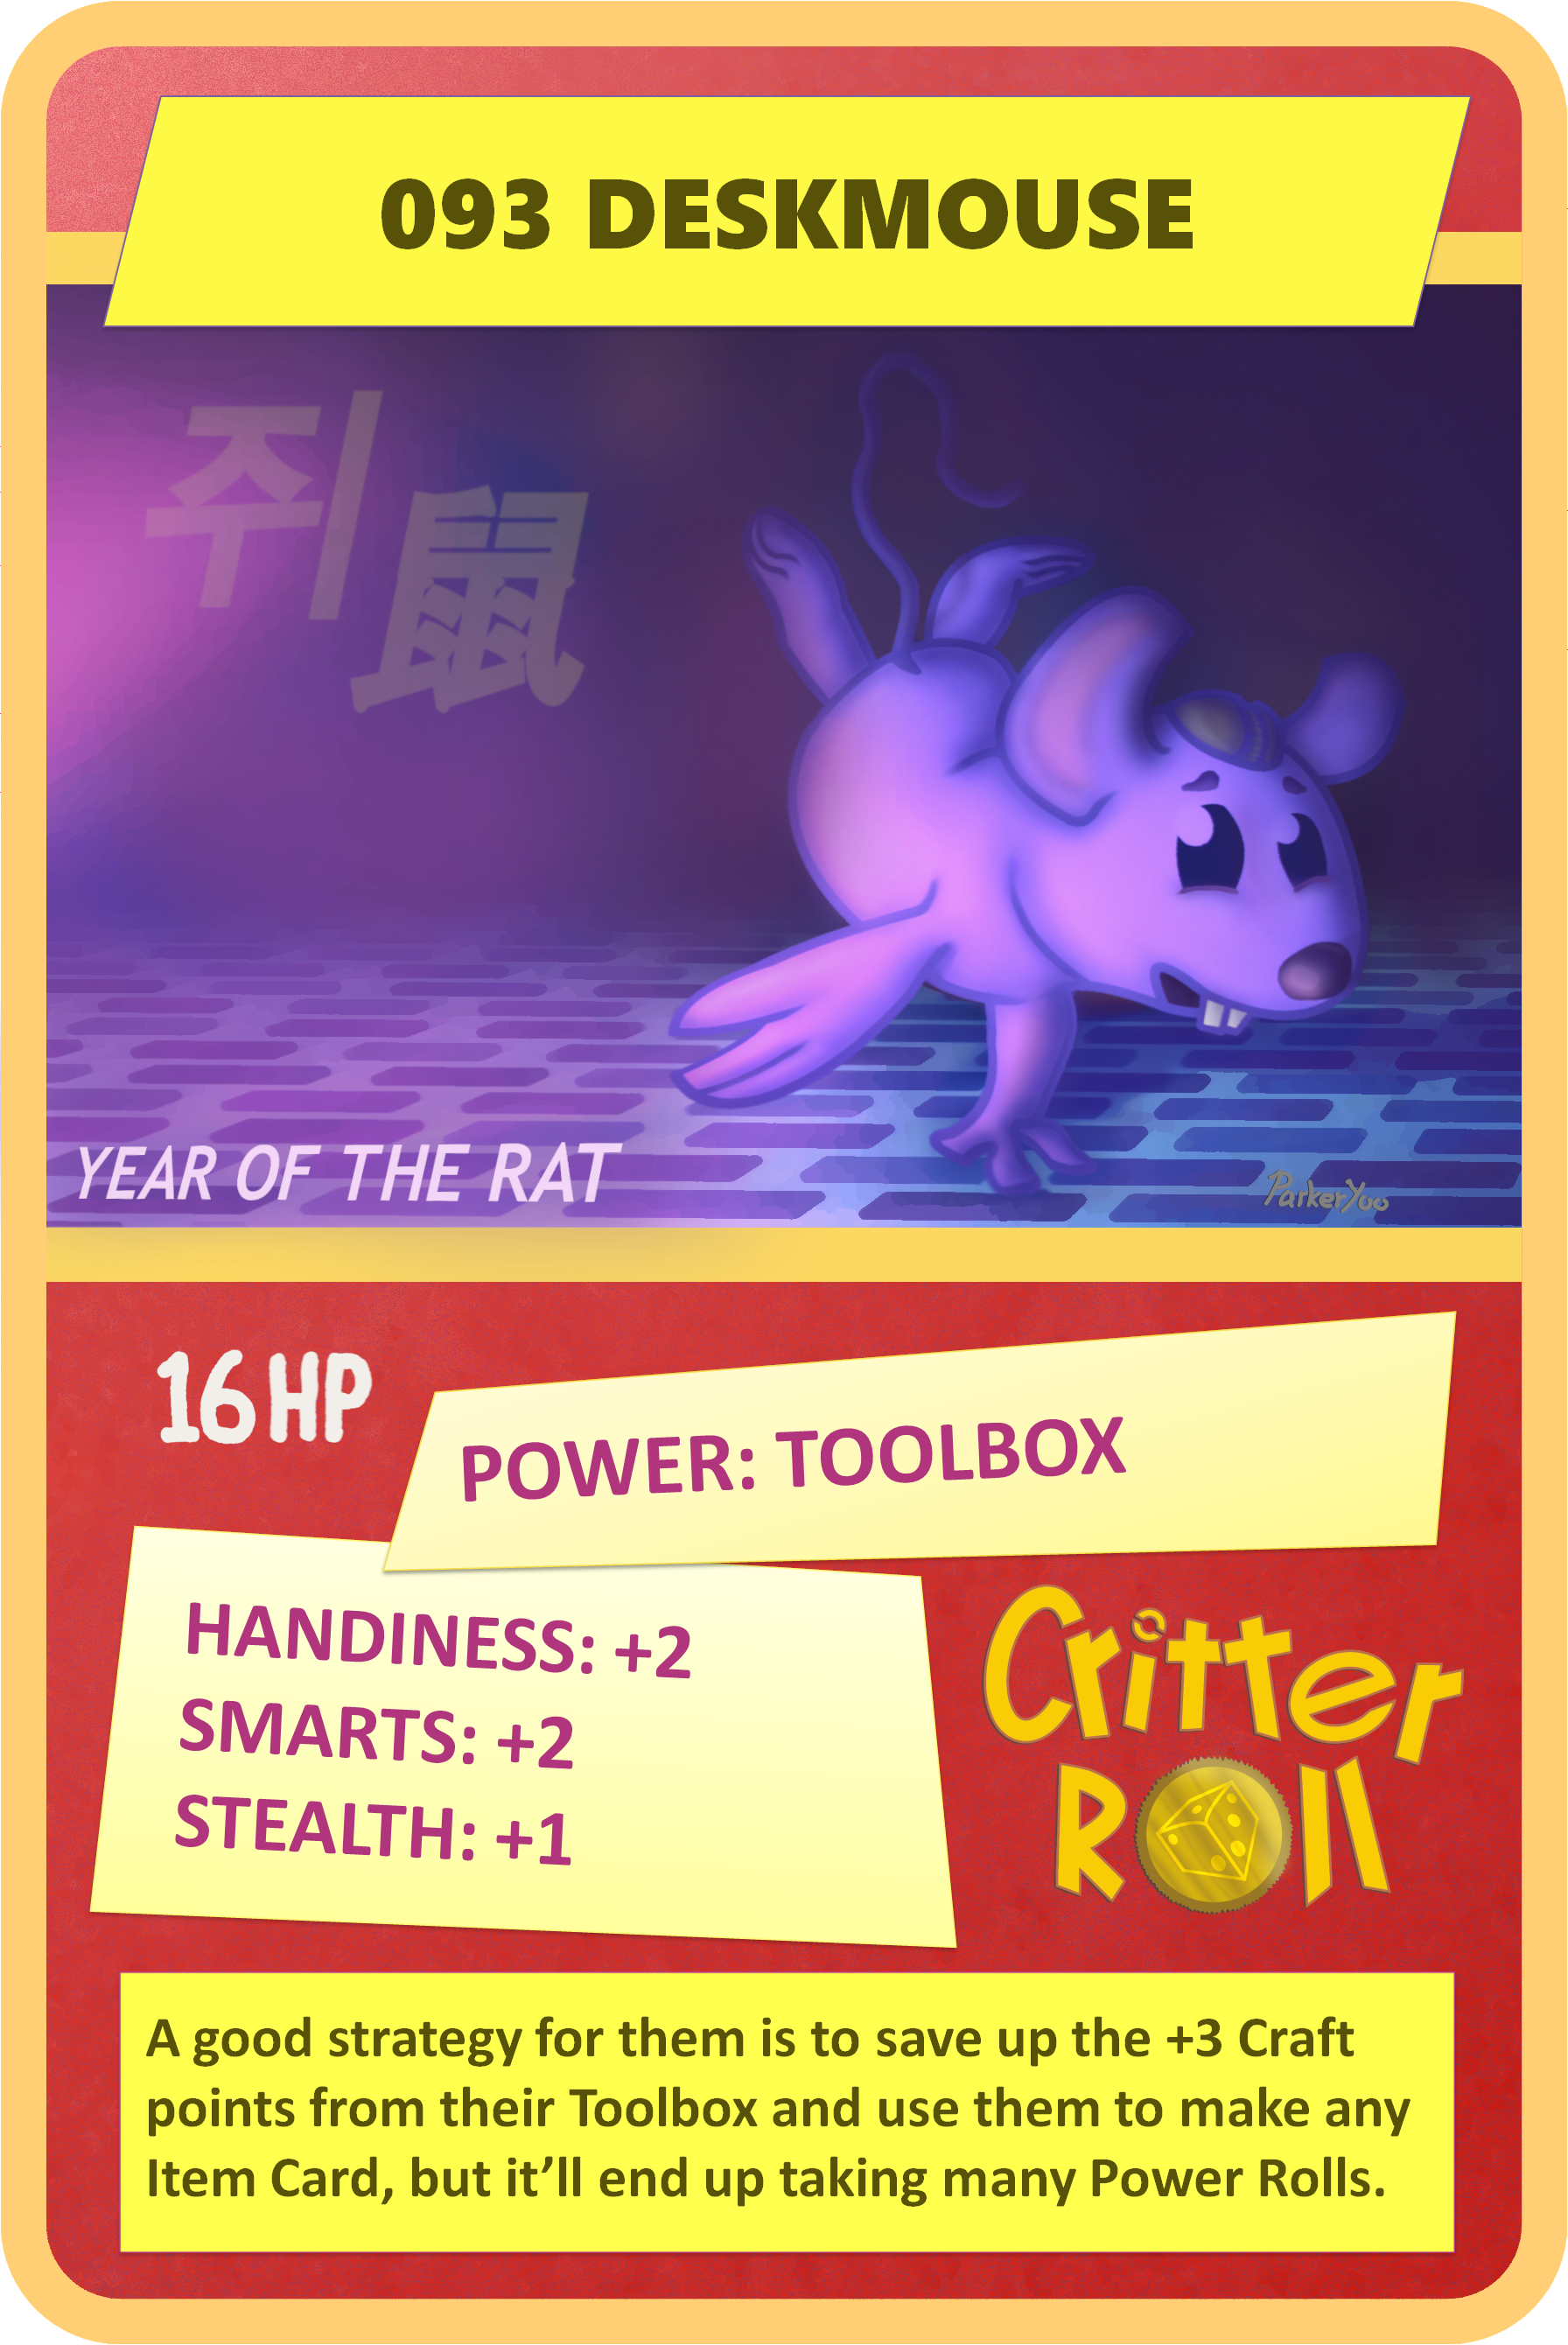 093 DESKMOUSE
쥐
鼠
YEAR OF THE RAT
ParkerYoo
16 HP
POWER: TOOLBOX
HANDINESS: +2
SMARTS: +2
STEALTH: +1
Critter
Roll
A good strategy for them is to save up the +3 Craft
points from their Toolbox and use them to make any
Item Card, but it’ll end up taking many Power Rolls.